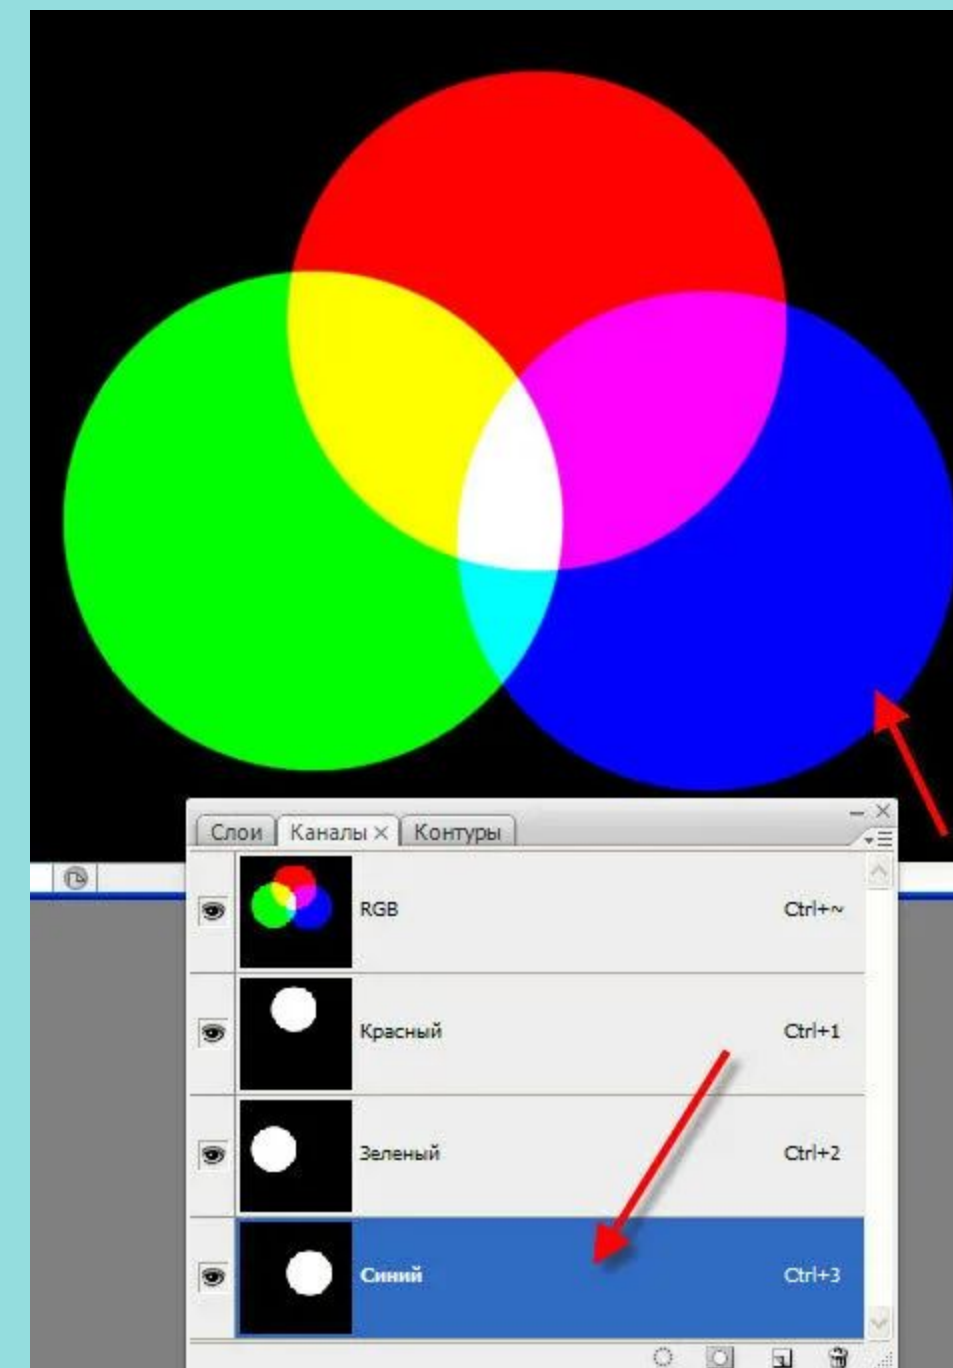 Слои Каналы × Контуры
RGB Ctrl+~
Красный Ctrl+1
Зеленый Ctrl+2
Синий Ctrl+3